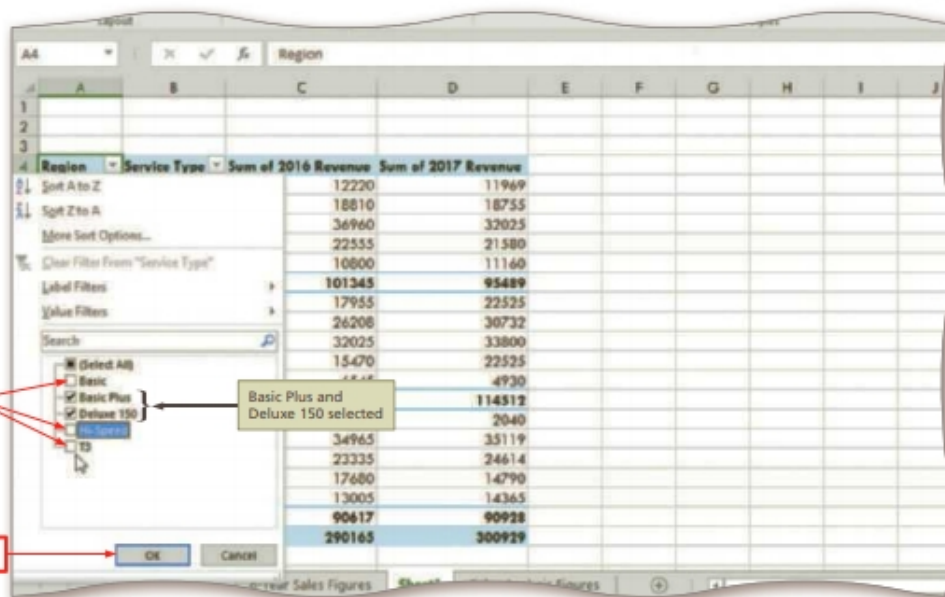 Layout
A4 fx Region
A B C D E F G H I J
1
2
3
4 Region Service Type Sum of 2016 Revenue Sum of 2017 Revenue
Sort A to Z 12220 11969
18810 18755
Sort Z to A
36960 32025
More Sort Options...
22555 21580
Clear Filter From "Service Type" 10800 11160
Label Filters 101345 95489
17955 22525
Value Filters
26208 30732
Search 32025 33800
(Select All) 15470 22525
Basic 4930
Basic Plus 114512
Deluxe 150 2040
Basic Plus and
Deluxe 150 selected
Hi-Speed 34965 35119
T3 23335 24614
17680 14790
13005 14365
90617 90928
290165 300929
OK Cancel
Year Sales Figures Figures